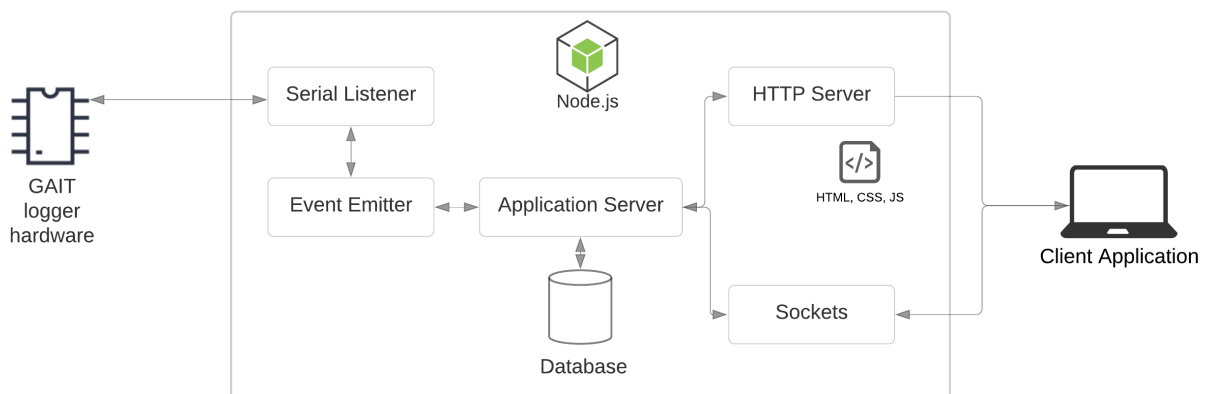 Node.js
Serial Listener
HTTP Server
GAIT
logger
hardware
Event Emitter
Application Server
</>
HTML, CSS, JS
Client Application
Sockets
Database